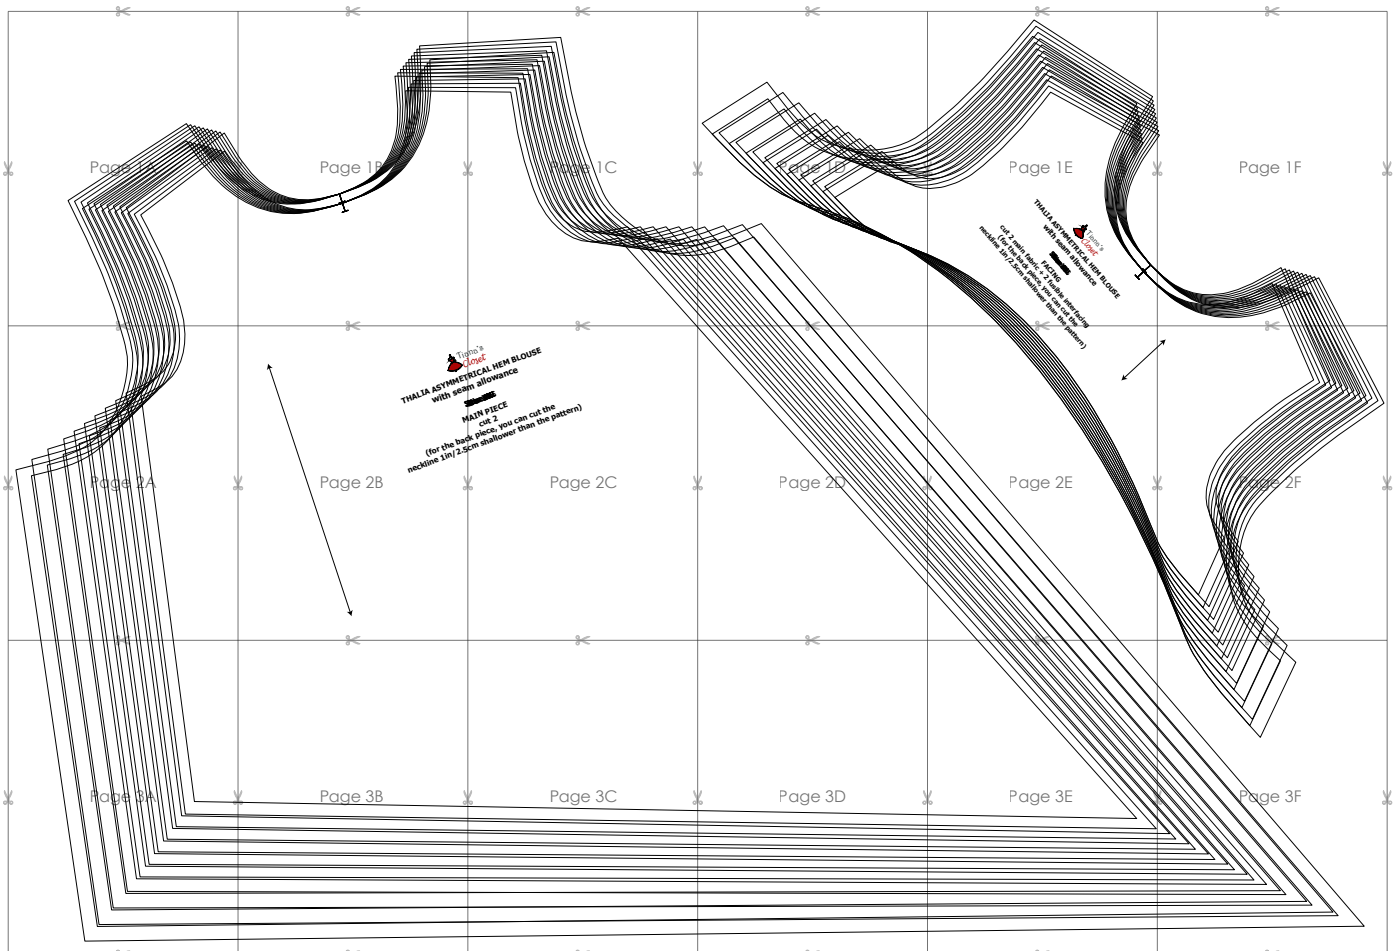 Page 1B
Page 1C
Page 1D
Page 1E
Page 1F
Tinna's
Closet
THALIA ASYMMETRICAL HEM BLOUSE
with seam allowance
FACING
cut 2 main fabric + 2 fusible interfacing
(for the back piece, you can cut the
neckline 1in/2.5cm shallower than the pattern)
Closet
THALIA ASYMMETRICAL HEM BLOUSE
with seam allowance
MAIN PIECE
cut 2
(for the back piece, you can cut the
neckline 1in/2.5cm shallower than the pattern)
Page 2A
Page 2B
Page 2C
Page 2D
Page 2E
Page 2F
Page 3A
Page 3B
Page 3C
Page 3D
Page 3E
Page 3F